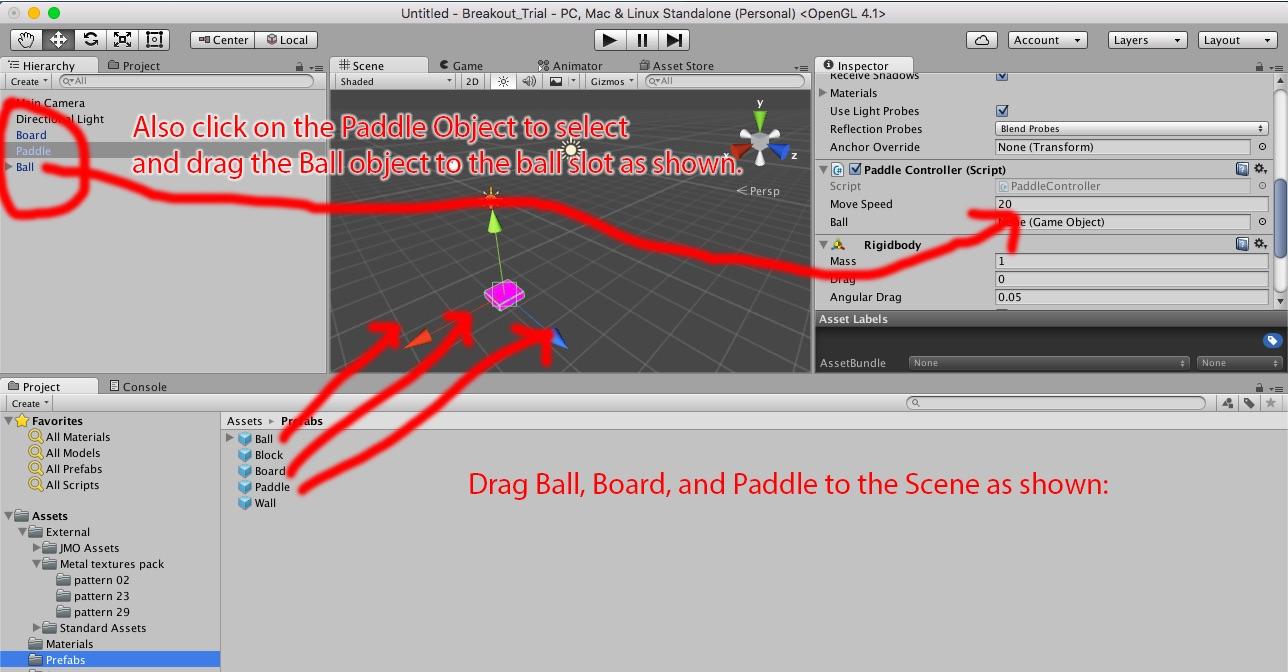 Untitled - Breakout_Trial - PC, Mac & Linux Standalone (Personal) <OpenGL 4.1>
Center Local Account Layers Layout
Hierarchy Project
Create All
Main Camera
Directional Light
Board
Paddle
Ball
Scene Game Animator Asset Store
Shaded 2D Gizmos All
y
z
Persp
Also click on the Paddle Object to select
and drag the Ball object to the ball slot as shown.
Inspector
Receive Shadows
Materials
Use Light Probes
Reflection Probes Blend Probes
Anchor Override None (Transform)
Paddle Controller (Script)
Script PaddleController
Move Speed 20
Ball None (Game Object)
Rigidbody
Mass 1
Drag 0
Angular Drag 0.05
Asset Labels
AssetBundle None None
Project Console
Create
Favorites
All Materials
All Models
All Prefabs
All Scripts
Assets
External
JMO Assets
Metal textures pack
pattern 02
pattern 23
pattern 29
Standard Assets
Materials
Prefabs
Assets Prefabs
Ball
Block
Board
Paddle
Wall
Drag Ball, Board, and Paddle to the Scene as shown: